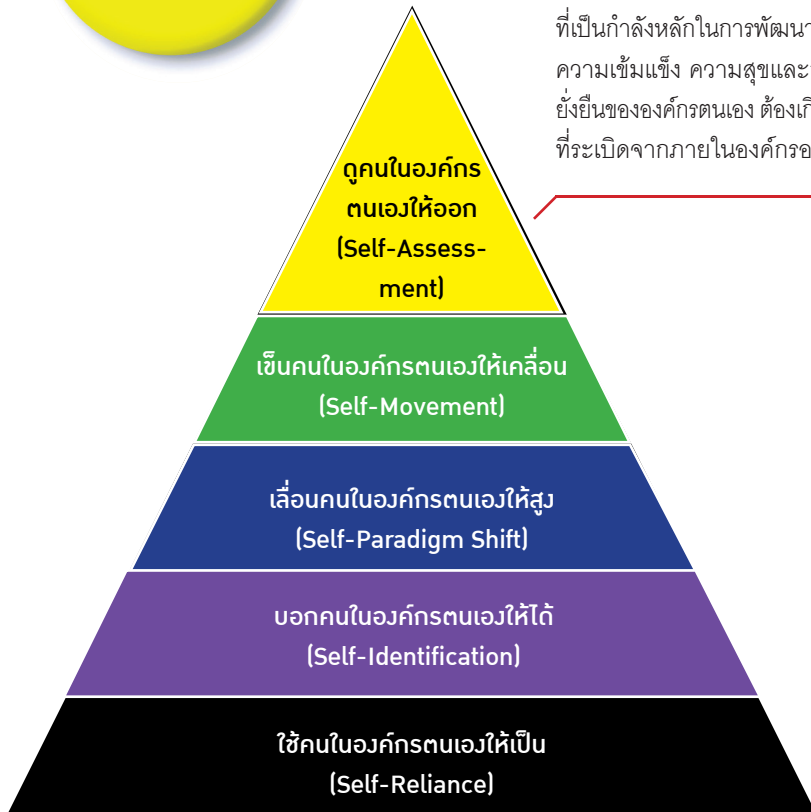 ที่เป็นกำลังหลักในการพัฒนา
ความเข้มแข็ง ความสุขและ
ยั่งยืนขององค์กรตนเอง ต้องเกิ
ที่ระเบิดจากภายในองค์กรอ
ดูคนในองค์กร
ตนเองให้ออก
(Self-Assess-
ment)
เข็นคนในองค์กรตนเองให้เคลื่อน
(Self-Movement)
เลื่อนคนในองค์กรตนเองให้สูง
(Self-Paradigm Shift)
บอกคนในองค์กรตนเองให้ได้
(Self-Identification)
ใช้คนในองค์กรตนเองให้เป็น
(Self-Reliance)